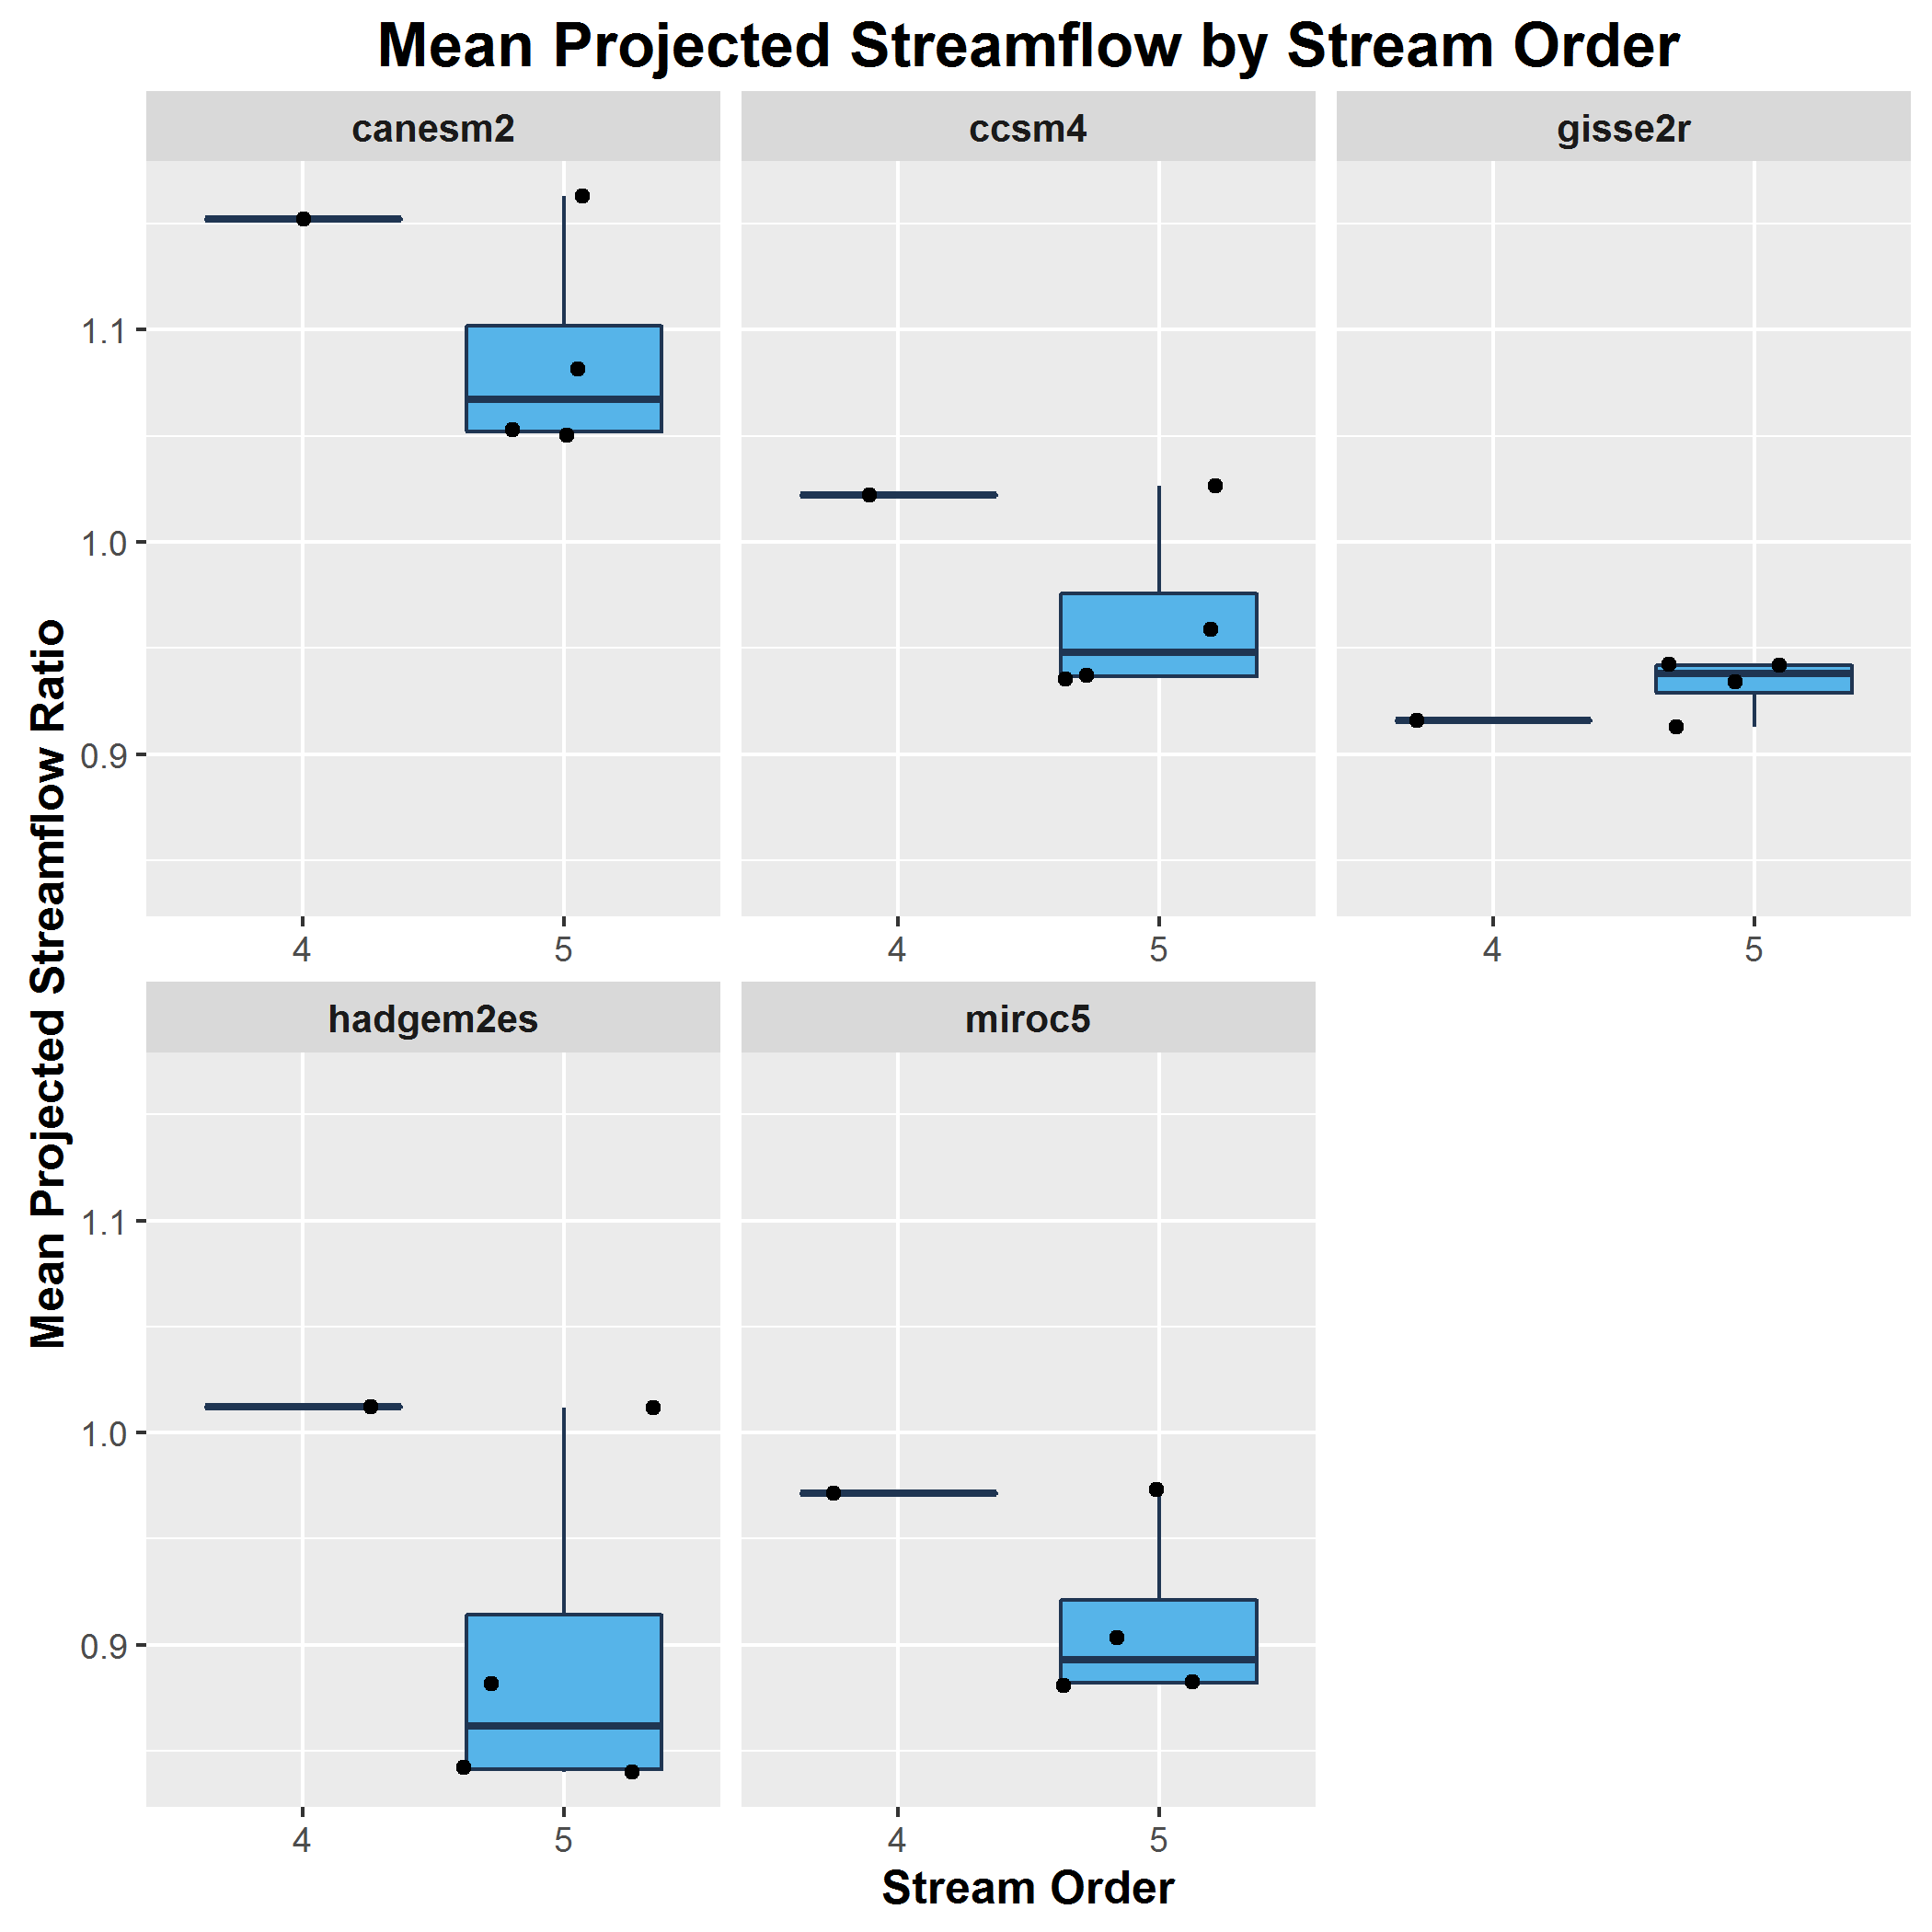 Mean Projected Streamflow by Stream Order
canesm2
ccsm4
gisse2r
1.1
1.0
0.9
4
5
4
5
4
5
hadgem2es
miroc5
1.1
1.0
0.9
4
5
4
5
Mean Projected Streamflow Ratio
Stream Order